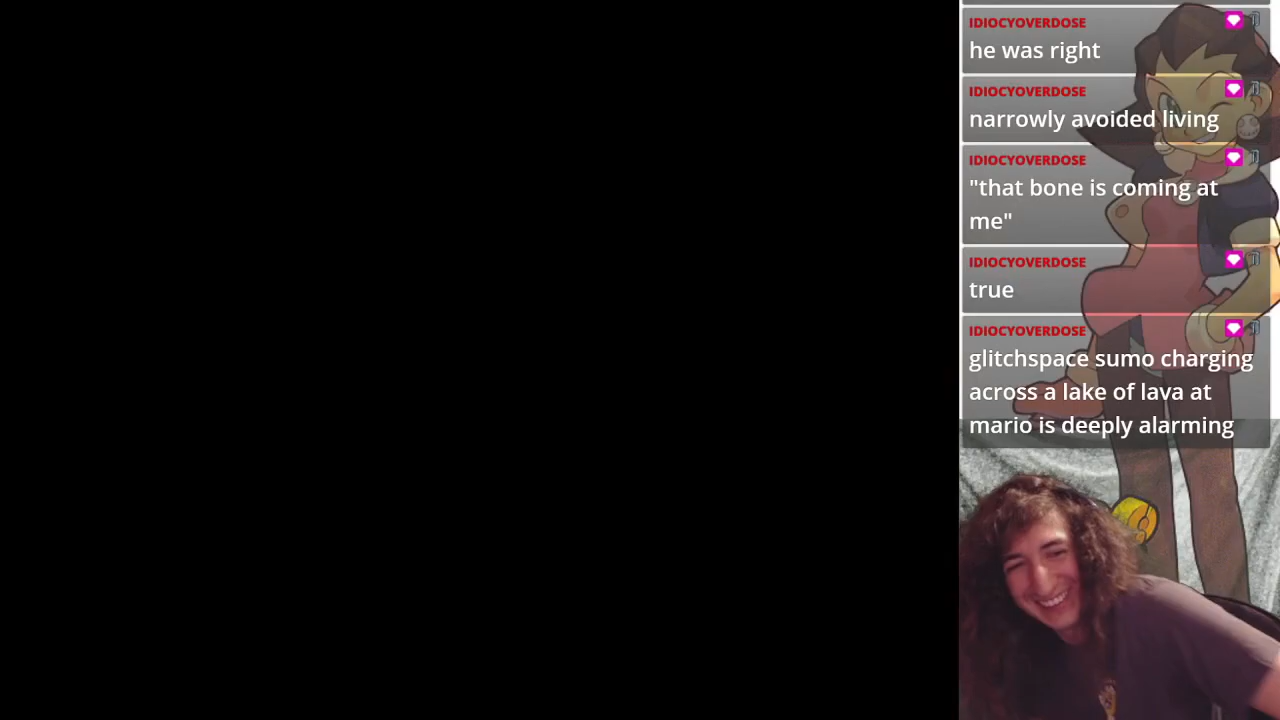 IDIOCYOVERDOSE
he was right
IDIOCYOVERDOSE
narrowly avoided living
IDIOCYOVERDOSE
"that bone is coming at
me"
IDIOCYOVERDOSE
true
IDIOCYOVERDOSE
glitchspace sumo charging
across a lake of lava at
mario is deeply alarming